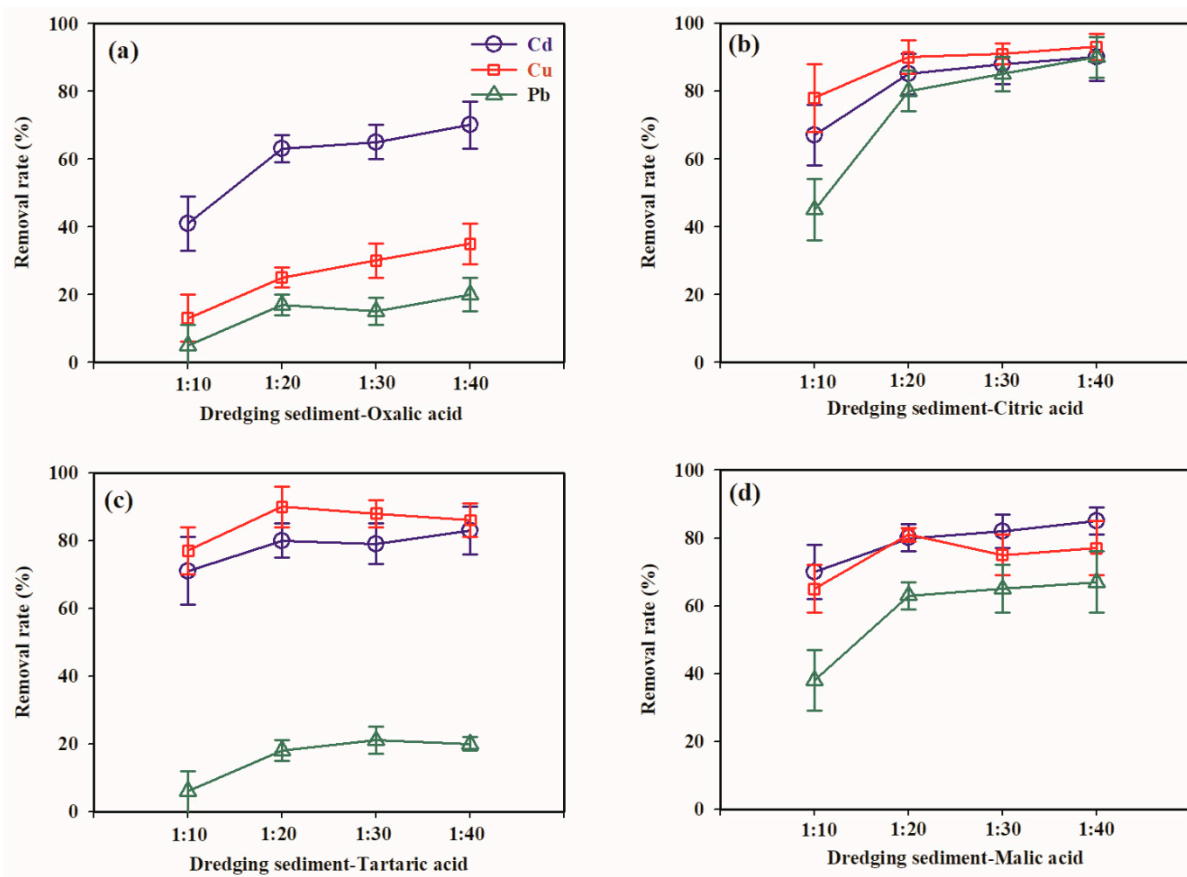 (a)
Cd
Cu
Pb
Removal rate (%)
100
80
60
40
20
0
1:10 1:20 1:30 1:40
Dredging sediment-Oxalic acid
(b)
Removal rate (%)
100
80
60
40
20
0
1:10 1:20 1:30 1:40
Dredging sediment-Citric acid
(c)
Removal rate (%)
100
80
60
40
20
0
1:10 1:20 1:30 1:40
Dredging sediment-Tartaric acid
(d)
Removal rate (%)
100
80
60
40
20
0
1:10 1:20 1:30 1:40
Dredging sediment-Malic acid